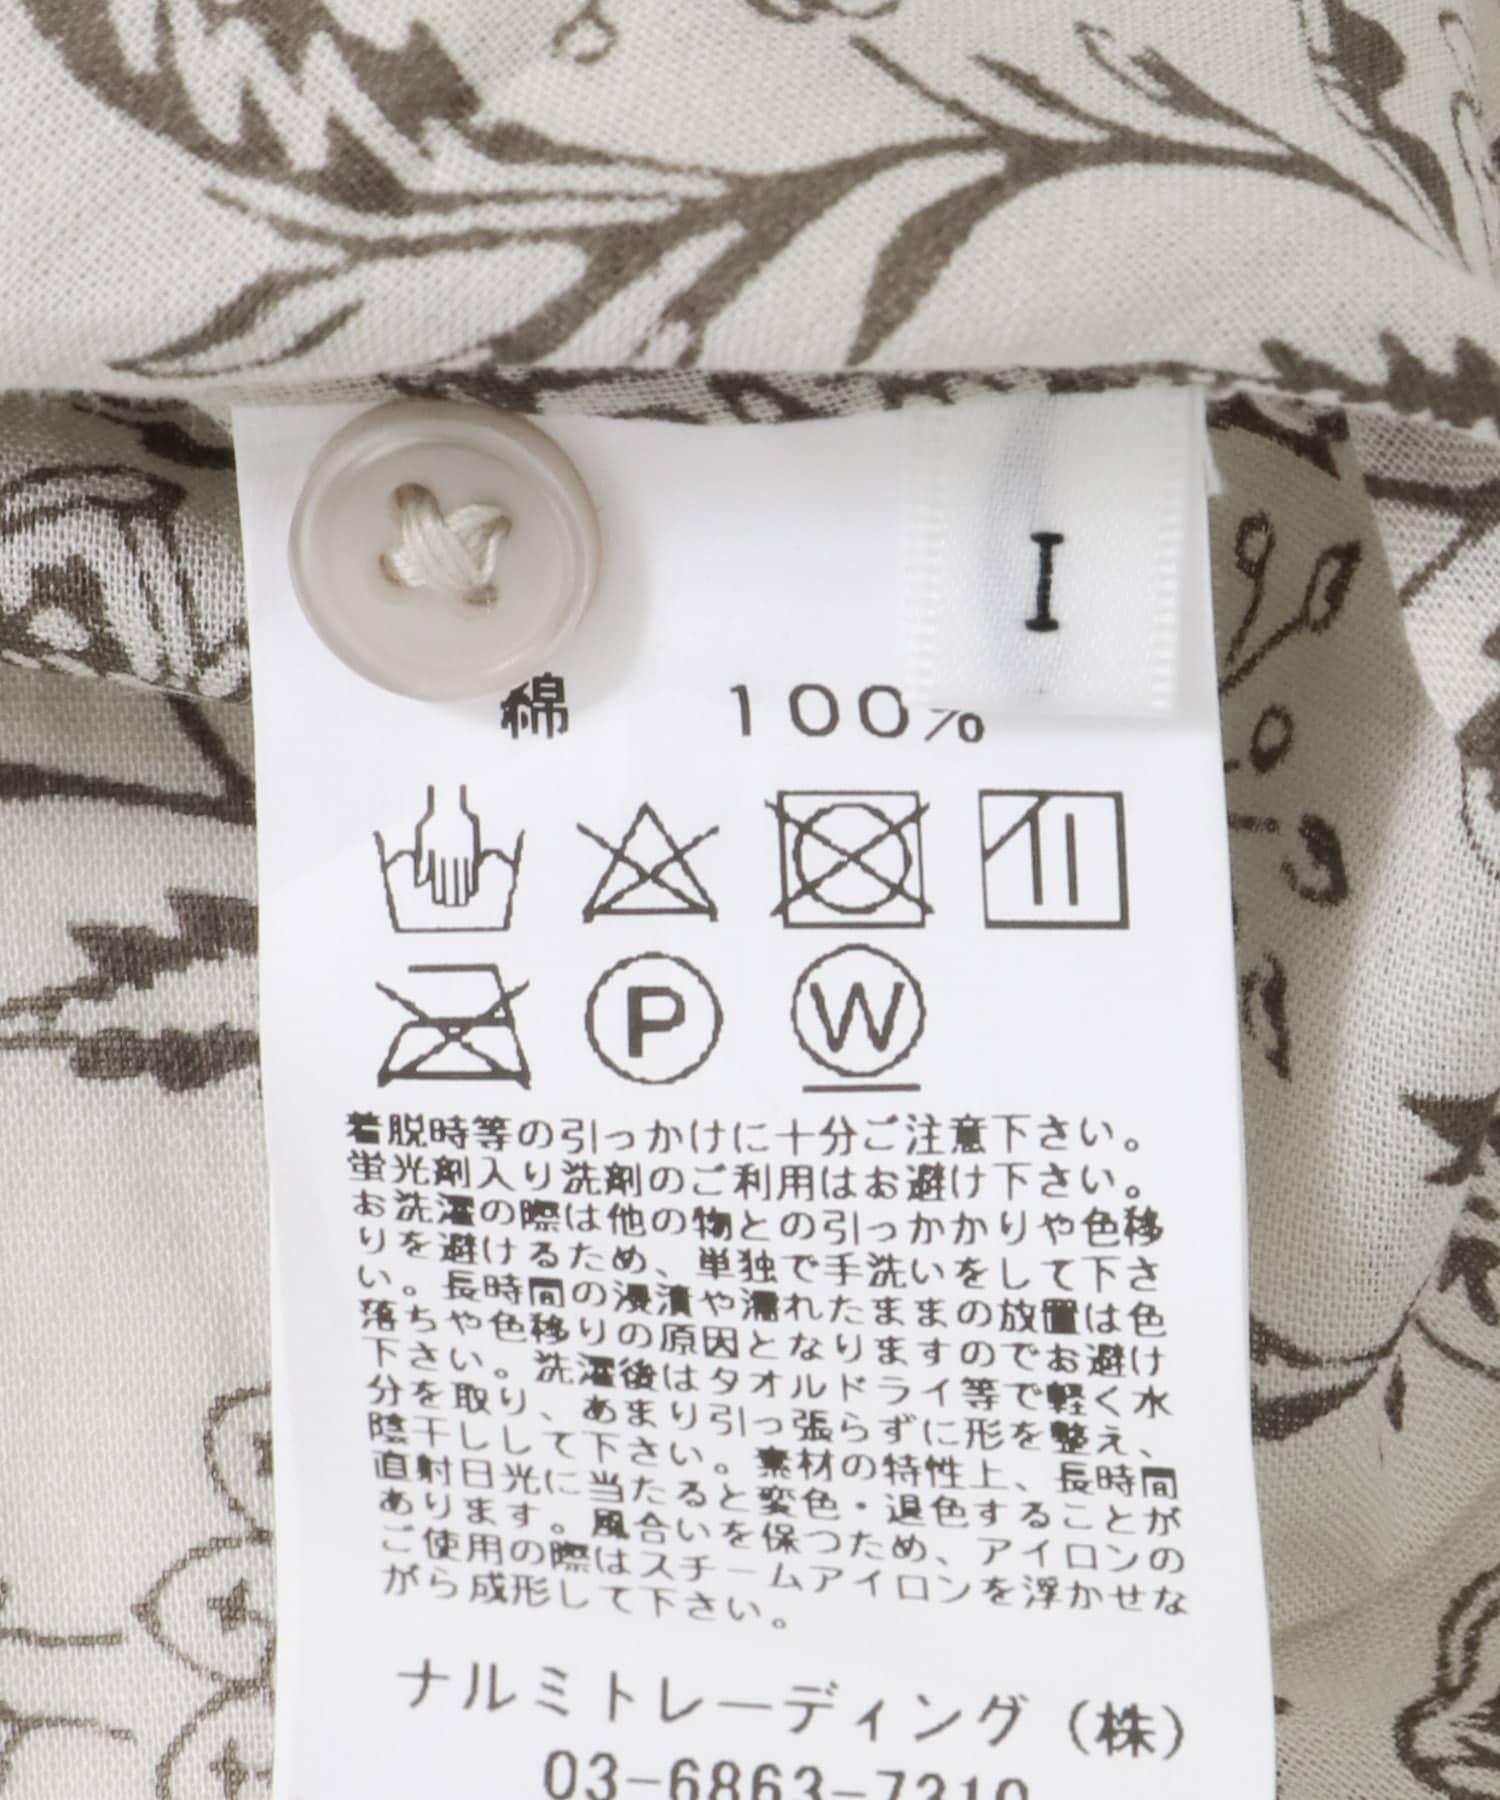 I
綿 100%
P W
着脱時等の引っかけに十分ご注意下さい。
蛍光剤入り洗剤のご利用はお避け下さい。
お洗濯の際は他の物との引っかかりや色移
りを避けるため、単独で手洗いをして下さ
い。長時間の浸漬や濡れたままの放置は色
落ちや色移りの原因となりますのでお避け
下さい。洗濯後はタオルドライ等で軽く水
分を取り、あまり引っ張らずに形を整え、
陰干しして下さい。素材の特性上、長時間
直射日光に当たると変色・退色することが
あります。風合いを保つため、アイロンの
ご使用の際はスチームアイロンを浮かせな
がら成形して下さい。
ナルミトレーディング(株)
03-6863-7310